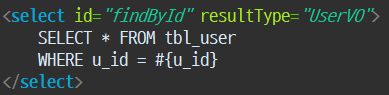 <select id="findById" resultType="UserVO">
    SELECT * FROM tbl_user
    WHERE u_id = #{u_id}
</select>